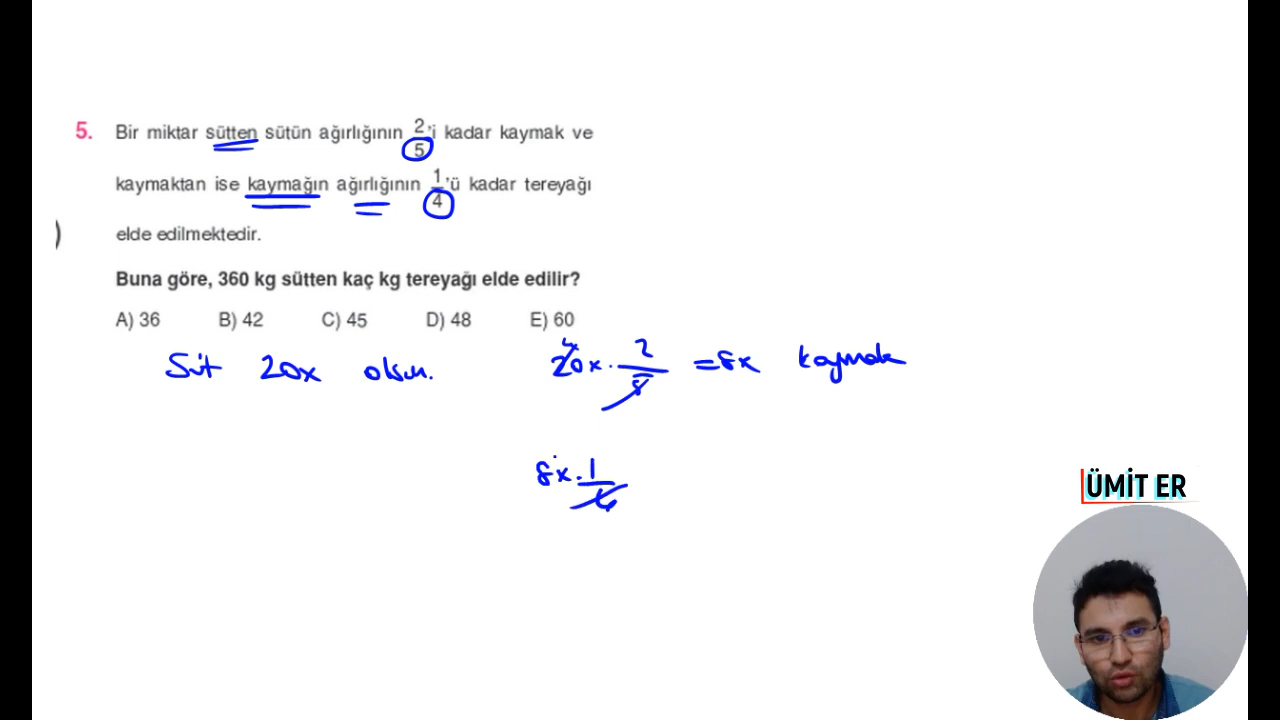 5. Bir miktar sütten sütün ağırlığının 2/5'i kadar kaymak ve
kaymaktan ise kaymağın ağırlığının 1/4'ü kadar tereyağı
)
elde edilmektedir.
Buna göre, 360 kg sütten kaç kg tereyağı elde edilir?
A) 36 B) 42 C) 45 D) 48 E) 60
Süt 20x olsun. 20x · 2/5 = 8x kaymak
4
8x · 1/4
ÜMİT ER